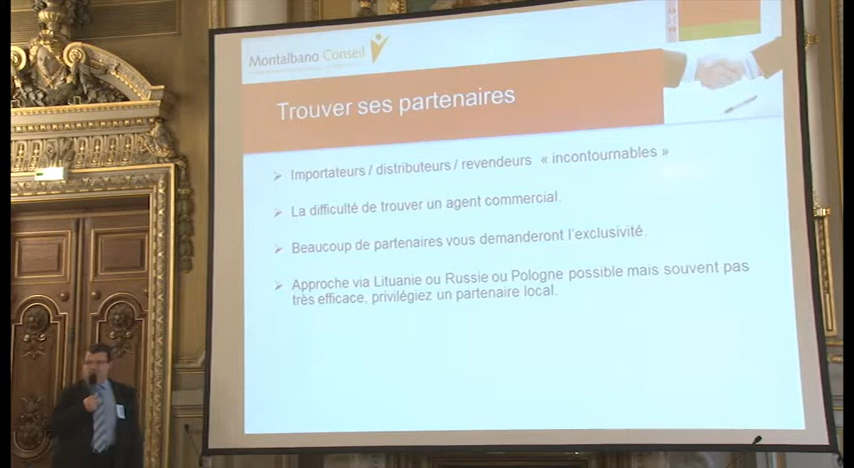 Montalbano Conseil
Trouver ses partenaires
➢ Importateurs / distributeurs / revendeurs « incontournables »
➢ La difficulté de trouver un agent commercial.
➢ Beaucoup de partenaires vous demanderont l'exclusivité.
➢ Approche via Lituanie ou Russie ou Pologne possible mais souvent pas
très efficace, privilégiez un partenaire local.